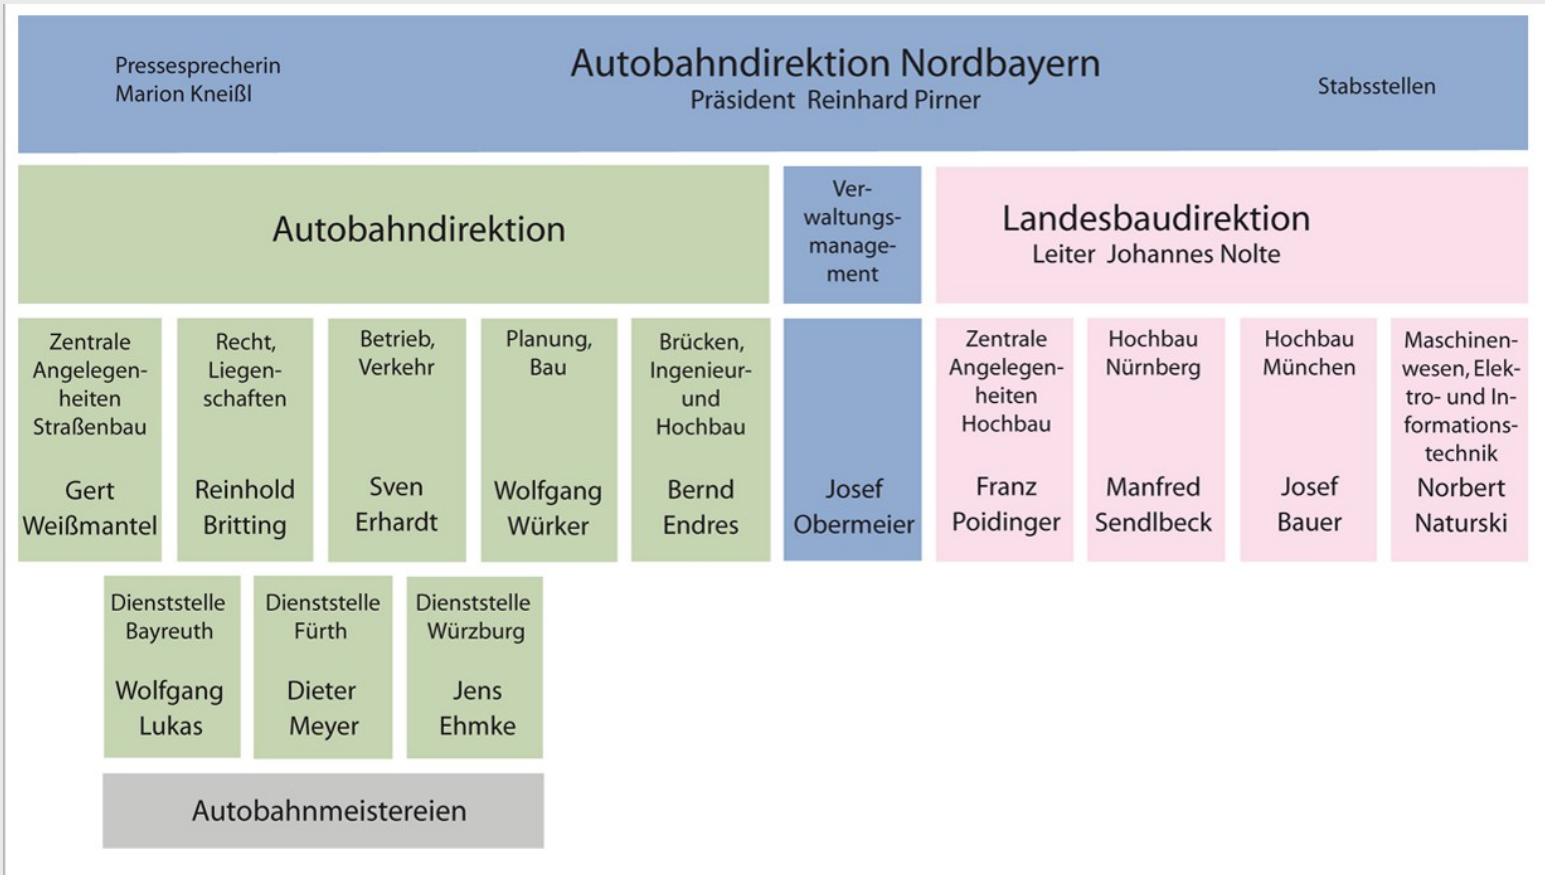 Pressesprecherin
Marion Kneißl
Autobahndirektion Nordbayern
Präsident Reinhard Pirner
Stabsstellen
Autobahndirektion
Ver-
waltungs-
manage-
ment
Landesbaudirektion
Leiter Johannes Nolte
Zentrale
Angelegen-
heiten
Straßenbau
Gert
Weißmantel
Recht,
Liegen-
schaften
Reinhold
Britting
Betrieb,
Verkehr
Sven
Erhardt
Planung,
Bau
Wolfgang
Würker
Brücken,
Ingenieur-
und
Hochbau
Bernd
Endres
Josef
Obermeier
Zentrale
Angelegen-
heiten
Hochbau
Franz
Poidinger
Hochbau
Nürnberg
Manfred
Sendlbeck
Hochbau
München
Josef
Bauer
Maschinen-
wesen, Elek-
tro- und In-
formations-
technik
Norbert
Naturski
Dienststelle
Bayreuth
Wolfgang
Lukas
Dienststelle
Fürth
Dieter
Meyer
Dienststelle
Würzburg
Jens
Ehmke
Autobahnmeistereien